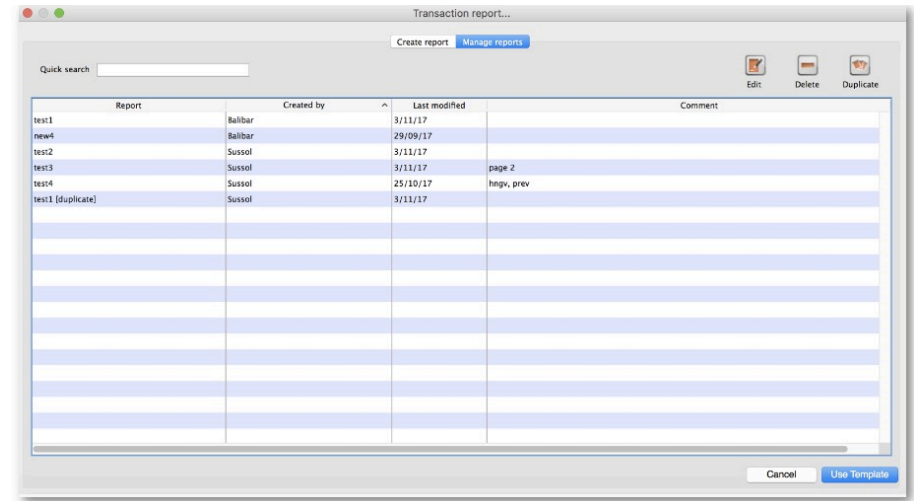 Transaction report...
Create report Manage reports
Quick search
Edit Delete Duplicate
Report Created by Last modified Comment
test1 Balibar 3/11/17
new4 Balibar 29/09/17
test2 Sussol 3/11/17
test3 Sussol 3/11/17 page 2
test4 Sussol 25/10/17 hngv, prev
test1 [duplicate] Sussol 3/11/17
Cancel Use Template